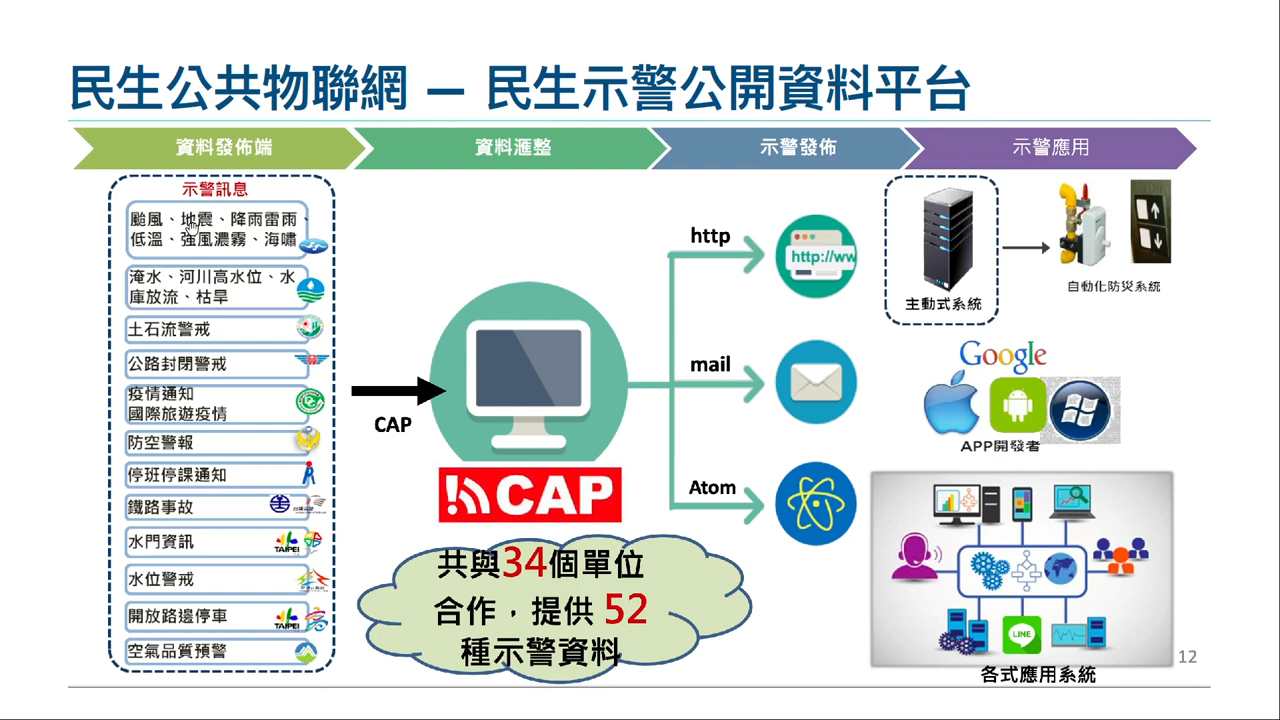 民生公共物聯網 — 民生示警公開資料平台
資料發佈端
資料滙整
示警發佈
示警應用
示警訊息
颱風、地震、降雨雷雨、
低溫、強風濃霧、海嘯
淹水、河川高水位、水
庫放流、枯旱
土石流警戒
公路封閉警戒
疫情通知
國際旅遊疫情
防空警報
停班停課通知
鐵路事故
水門資訊
TAIPEI
水位警戒
開放路邊停車
TAIPEI
空氣品質預警
CAP
CAP
共與34個單位
合作，提供 52
種示警資料
http
http://ww
mail
Atom
主動式系統
自動化防災系統
Google
APP開發者
LINE
各式應用系統
12